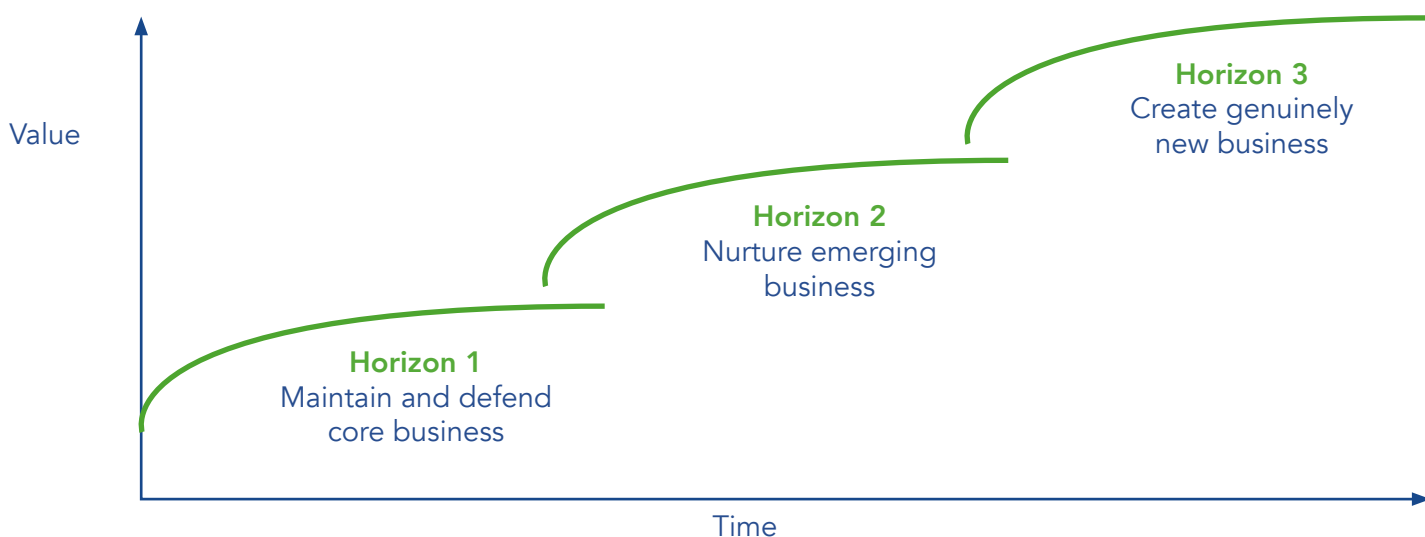 Value
Horizon 1
Maintain and defend
core business
Horizon 2
Nurture emerging
business
Horizon 3
Create genuinely
new business
Time